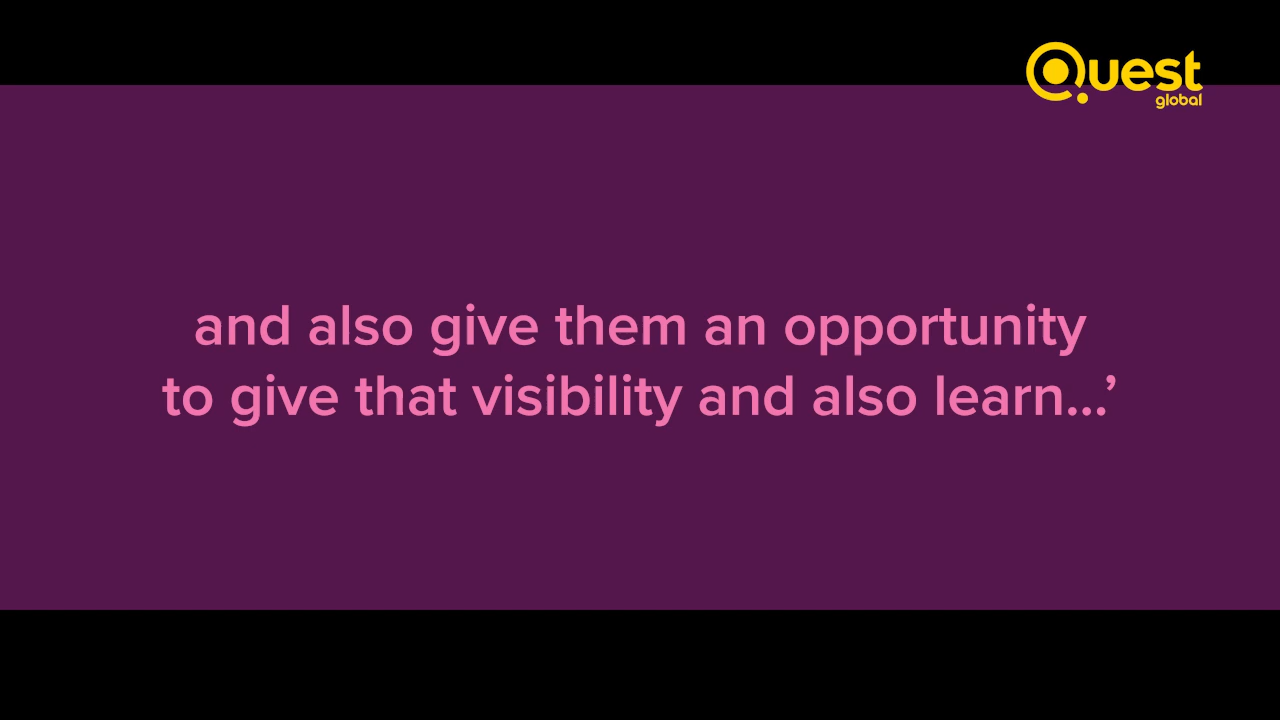 Quest
global
and also give them an opportunity
to give that visibility and also learn...’